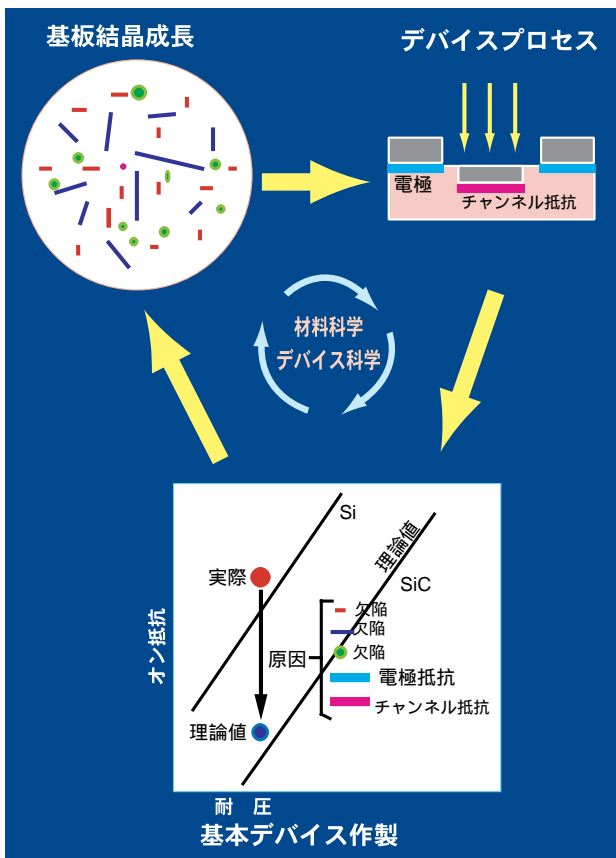 基板結晶成長
デバイスプロセス
電極
チャンネル抵抗
材料科学
デバイス科学
Si
理論値
SiC
実際
欠陥
欠陥
原因
欠陥
電極抵抗
チャンネル抵抗
理論値
オン抵抗
耐 圧
基本デバイス作製